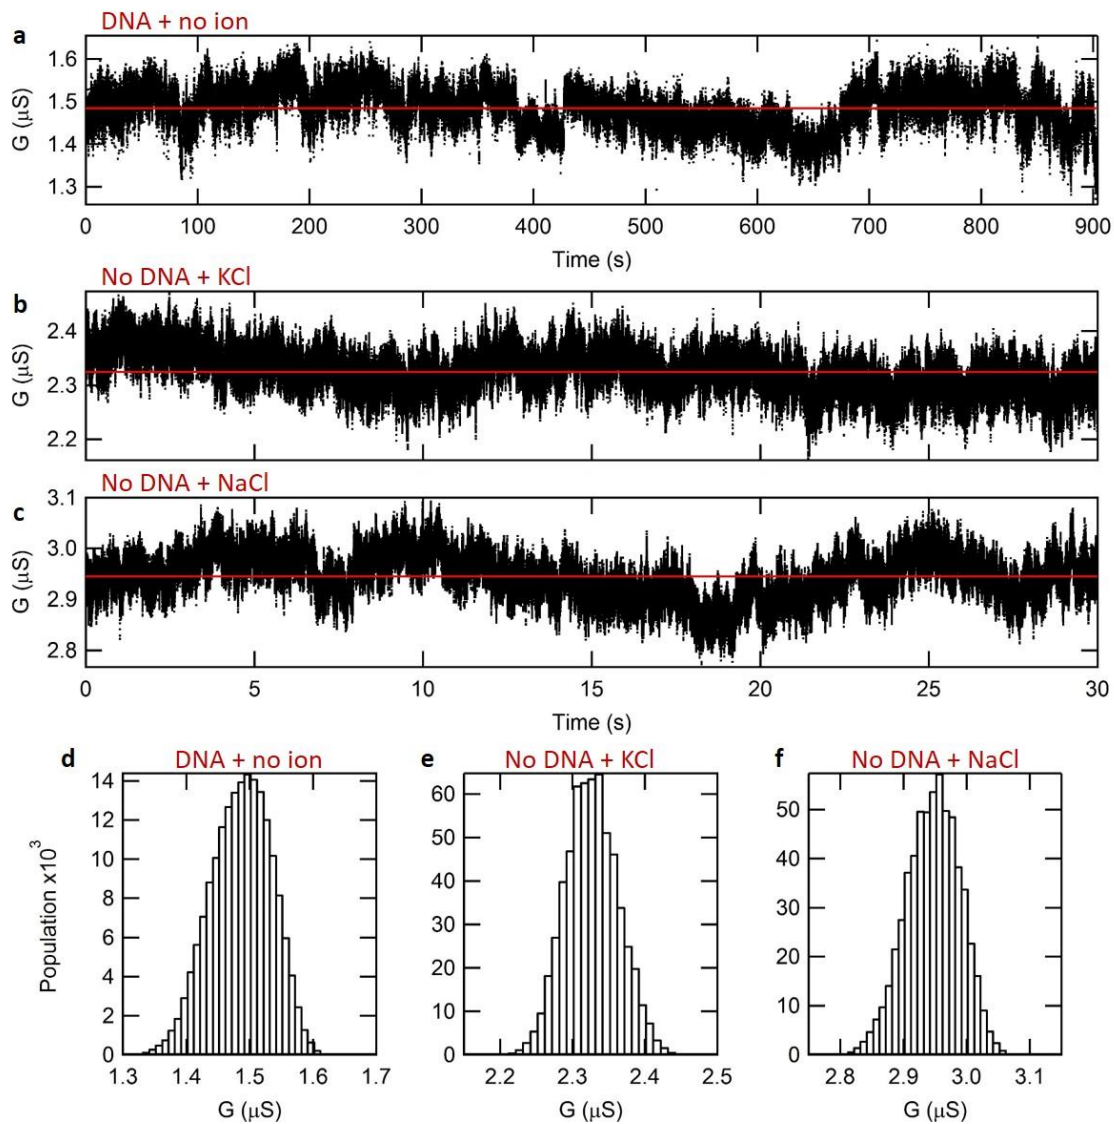 DNA + no ion
a
1.6
1.5
1.4
1.3
G (μS)
0 100 200 300 400 500 600 700 800 900
Time (s)
No DNA + KCl
b
2.4
2.3
2.2
G (μS)
No DNA + NaCl
c
3.1
3.0
2.9
2.8
G (μS)
0 5 10 15 20 25 30
Time (s)
d DNA + no ion
14
12
10
8
6
4
2
0
Population x10³
1.3 1.4 1.5 1.6 1.7
G (μS)
e No DNA + KCl
60
50
40
30
20
10
0
2.2 2.3 2.4 2.5
G (μS)
f No DNA + NaCl
50
40
30
20
10
0
2.8 2.9 3.0 3.1
G (μS)